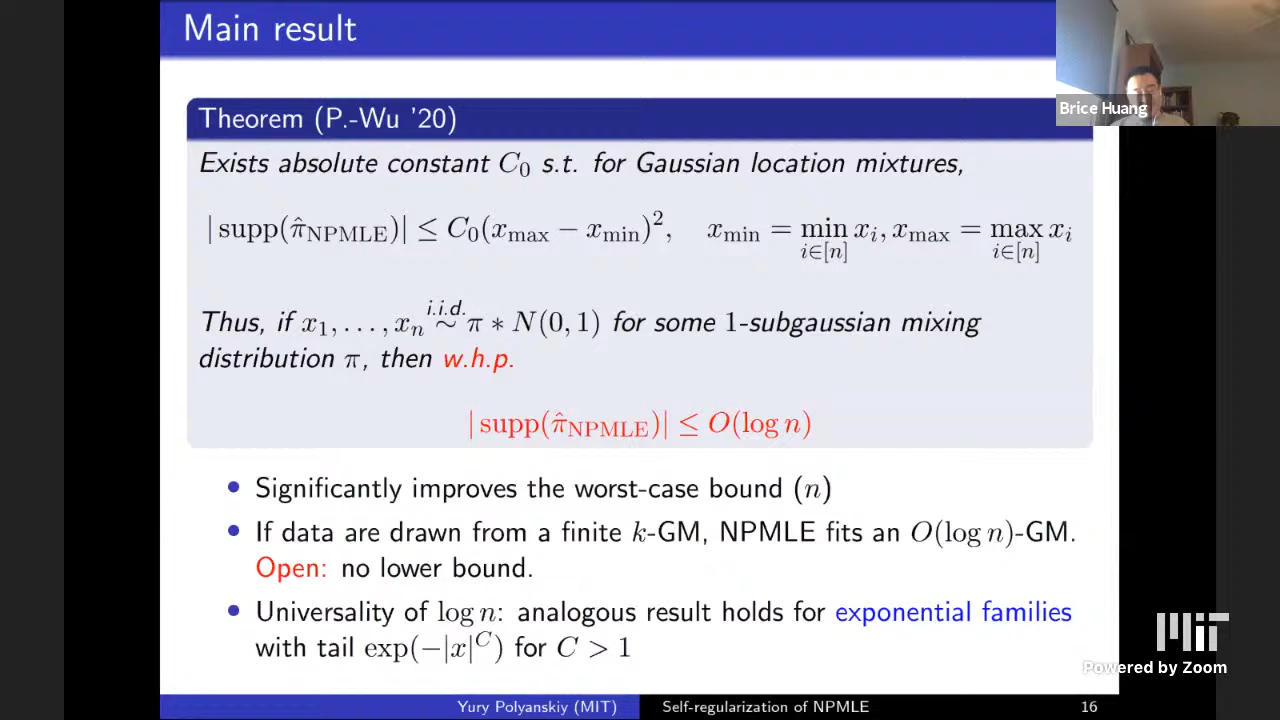 Main result
Brice Huang
Theorem (P.-Wu '20)
Exists absolute constant C₀ s.t. for Gaussian location mixtures,
| supp(π̂_NPMLE)| ≤ C₀(x_max − x_min)², x_min = min_{i∈[n]} x_i, x_max = max_{i∈[n]} x_i
Thus, if x₁, . . . , x_n i.i.d. ∼ π ∗ N(0, 1) for some 1-subgaussian mixing
distribution π, then w.h.p.
| supp(π̂_NPMLE)| ≤ O(log n)
• Significantly improves the worst-case bound (n)
• If data are drawn from a finite k-GM, NPMLE fits an O(log n)-GM.
Open: no lower bound.
• Universality of log n: analogous result holds for exponential families
with tail exp(−|x|^C) for C > 1
MIT
Powered by Zoom
Yury Polyanskiy (MIT) Self-regularization of NPMLE 16